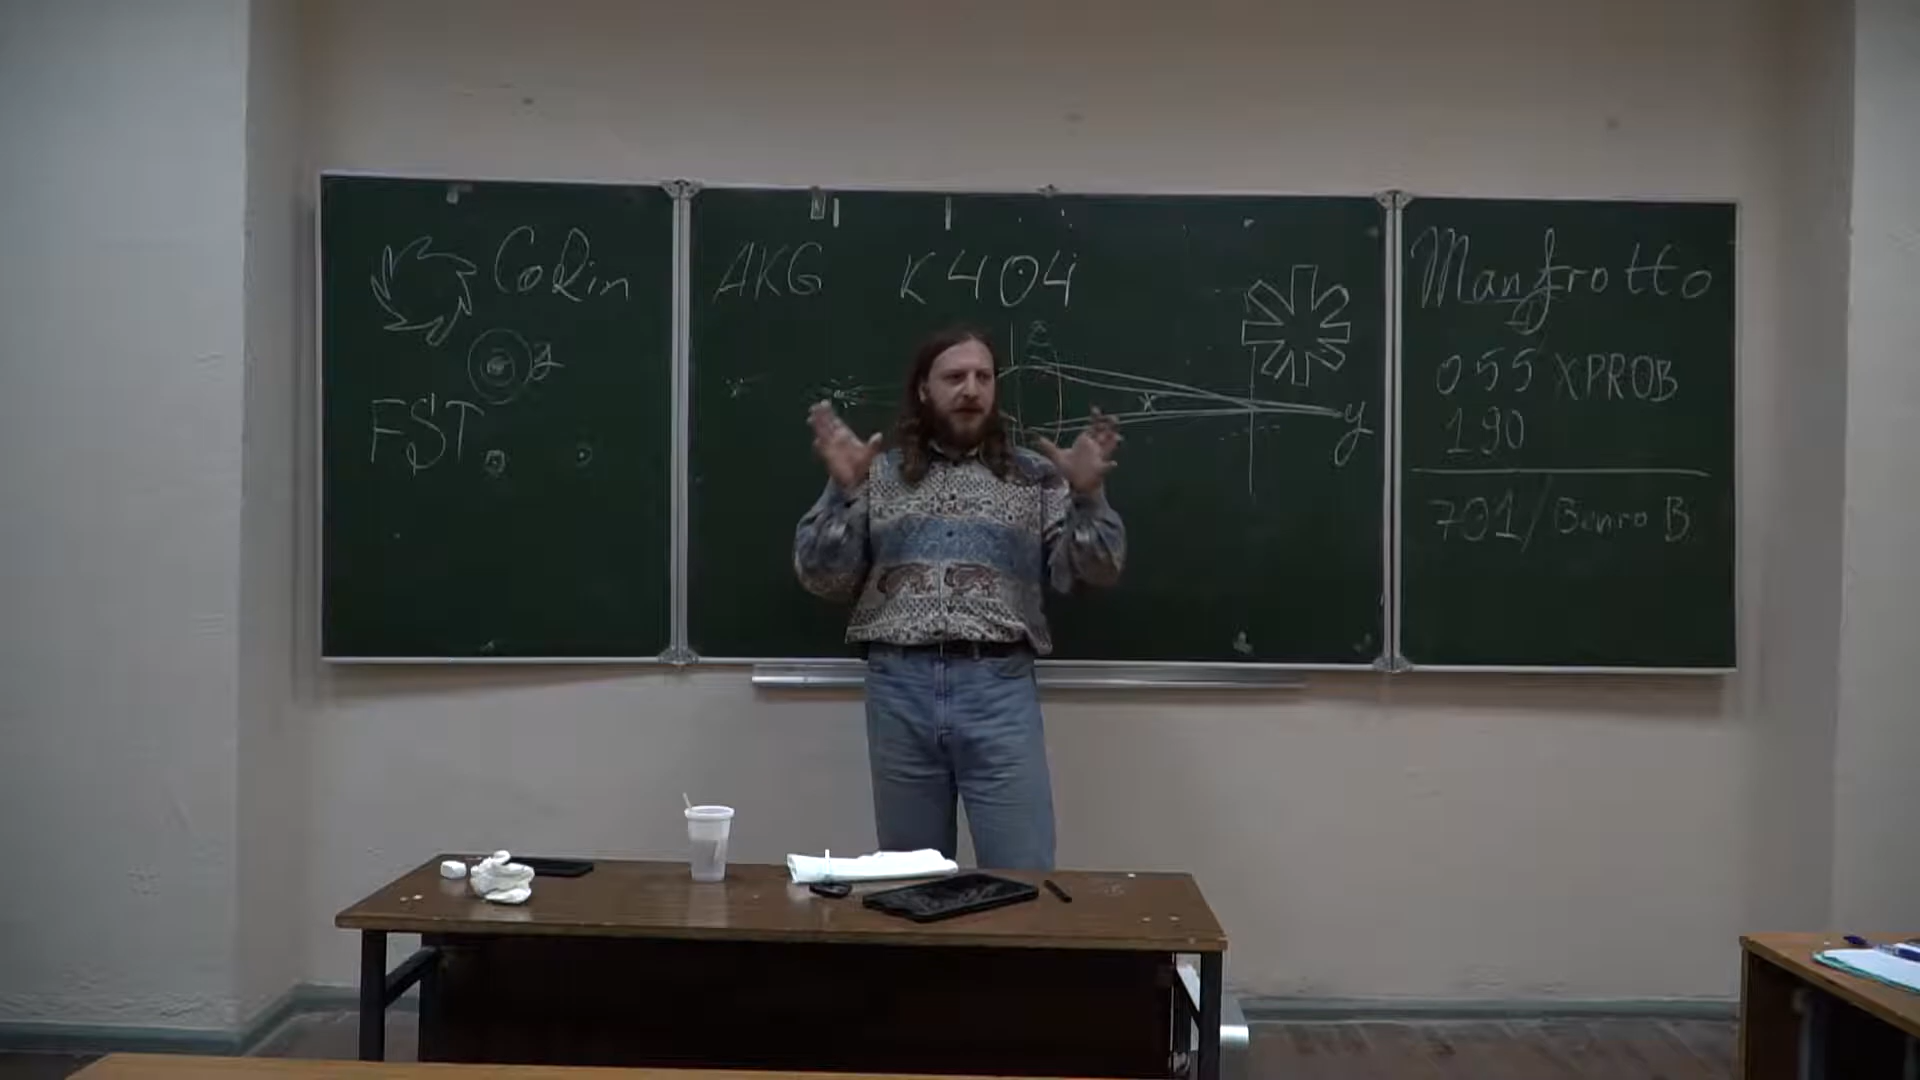 Cokin
FST
AKG K404
y
Manfrotto
055 XPROB
190
701/Benro B